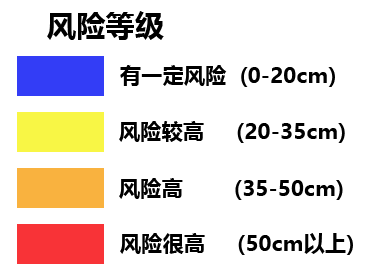 风险等级
有一定风险 (0-20cm)
风险较高 (20-35cm)
风险高 (35-50cm)
风险很高 (50cm以上)